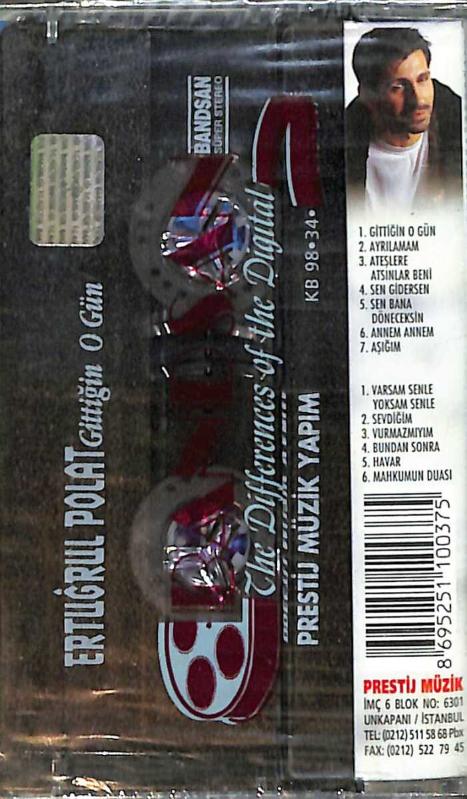 ERTUĞRUL POLAT Gittiğin O Gün
BANDSAN
SUPER STEREO
The Differences of the Digital
KB 98•34•
PRESTİJ MÜZİK YAPIM
1. GİTTİĞİN O GÜN
2. AYRILAMAM
3. ATEŞLERE
ATSINLAR BENİ
4. SEN GİDERSEN
5. SEN BANA
DÖNECEKSİN
6. ANNEM ANNEM
7. AŞIĞIM
1. VARSAM SENLE
YOKSAM SENLE
2. SEVDİĞİM
3. VURMAZMIYIM
4. BUNDAN SONRA
5. HAVAR
6. MAHKUMUN DUASI
8 695251 100375
PRESTİJ MÜZİK
İMÇ 6 BLOK NO: 6301
UNKAPANI / İSTANBUL
TEL: (0212) 511 58 68 Pbx
FAX: (0212) 522 79 45